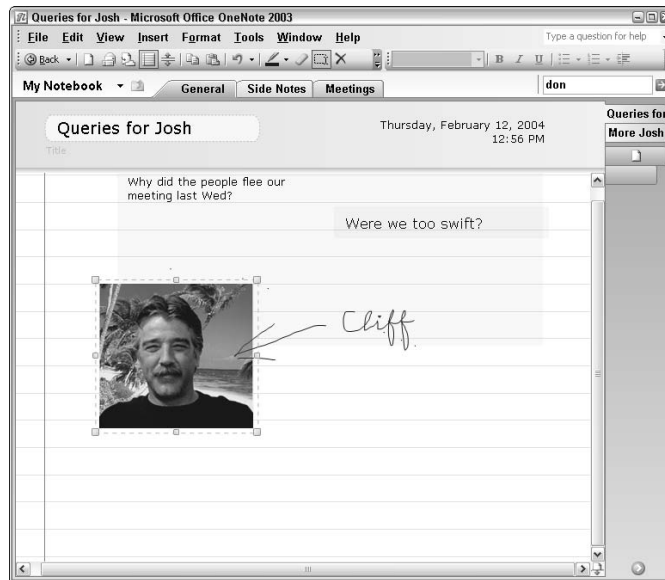 Queries for Josh - Microsoft Office OneNote 2003
File Edit View Insert Format Tools Window Help
Type a question for help
Back
B I U
My Notebook
General
Side Notes
Meetings
don
Queries for Josh
Title
Thursday, February 12, 2004
12:56 PM
Queries for
More Josh
Why did the people flee our
meeting last Wed?
Were we too swift?
Cliff